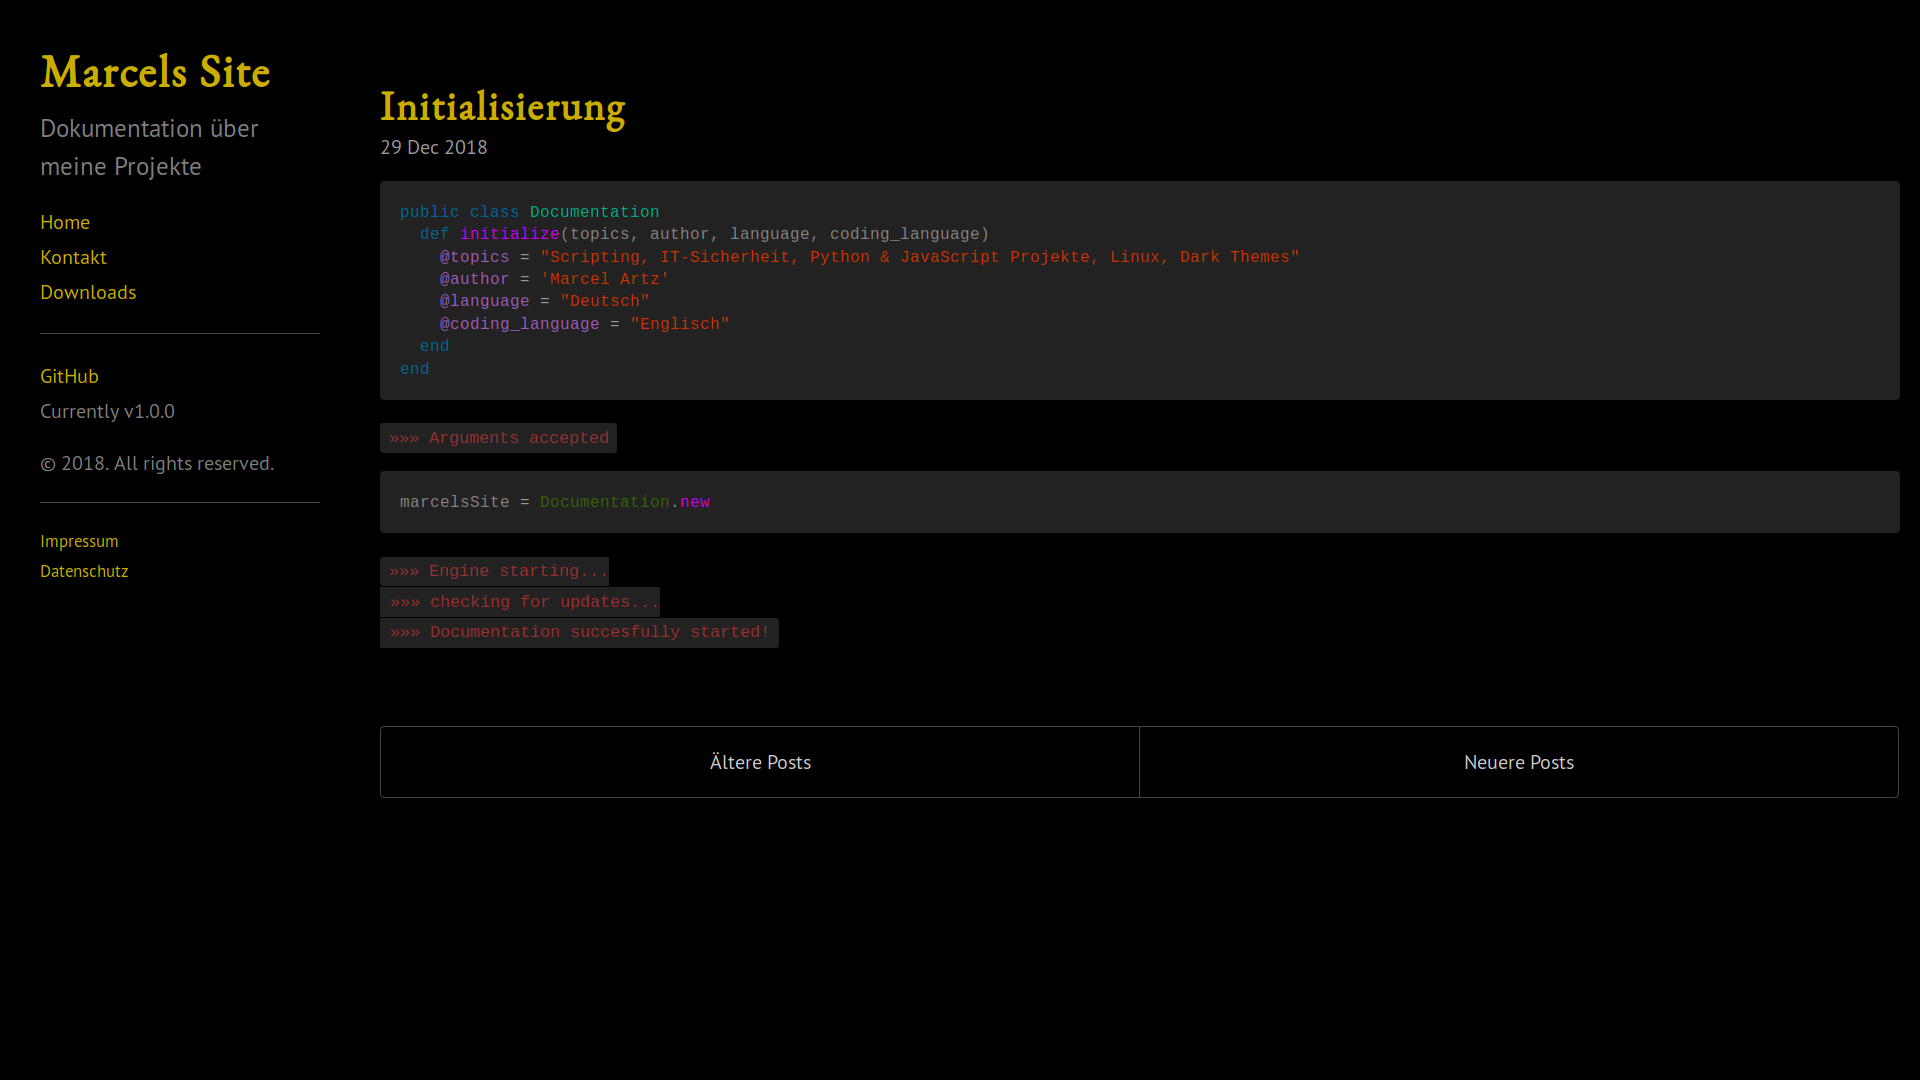 Marcels Site
Dokumentation über
meine Projekte
Home
Kontakt
Downloads
GitHub
Currently v1.0.0
© 2018. All rights reserved.
Impressum
Datenschutz
Initialisierung
29 Dec 2018
public class Documentation
  def initialize(topics, author, language, coding_language)
    @topics = "Scripting, IT-Sicherheit, Python & JavaScript Projekte, Linux, Dark Themes"
    @author = 'Marcel Artz'
    @language = "Deutsch"
    @coding_language = "Englisch"
  end
end
»»» Arguments accepted
marcelsSite = Documentation.new
»»» Engine starting...
»»» checking for updates...
»»» Documentation succesfully started!
Ältere Posts
Neuere Posts